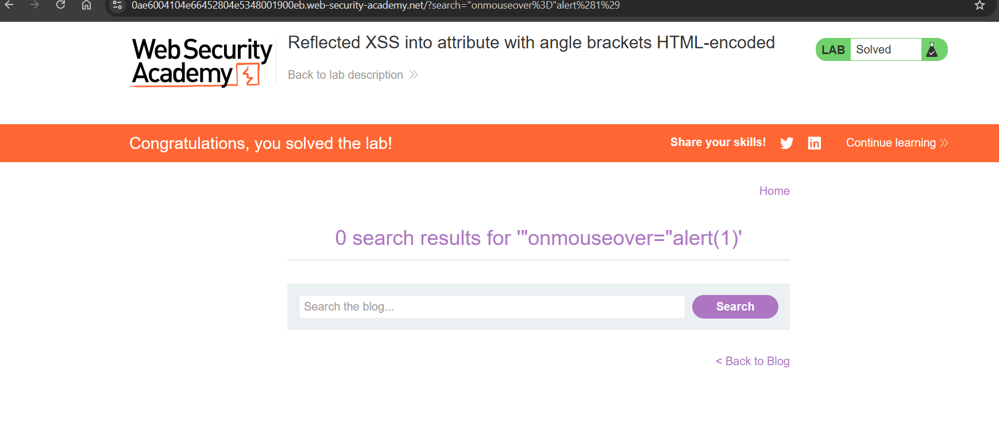 0ae6004104e66452804e5348001900eb.web-security-academy.net/?search="onmouseover%3D"alert%281%29
Web Security
Academy
Reflected XSS into attribute with angle brackets HTML-encoded
Back to lab description
LAB Solved
Congratulations, you solved the lab!
Share your skills!
Continue learning
Home
0 search results for '"onmouseover="alert(1)'
Search the blog...
Search
< Back to Blog